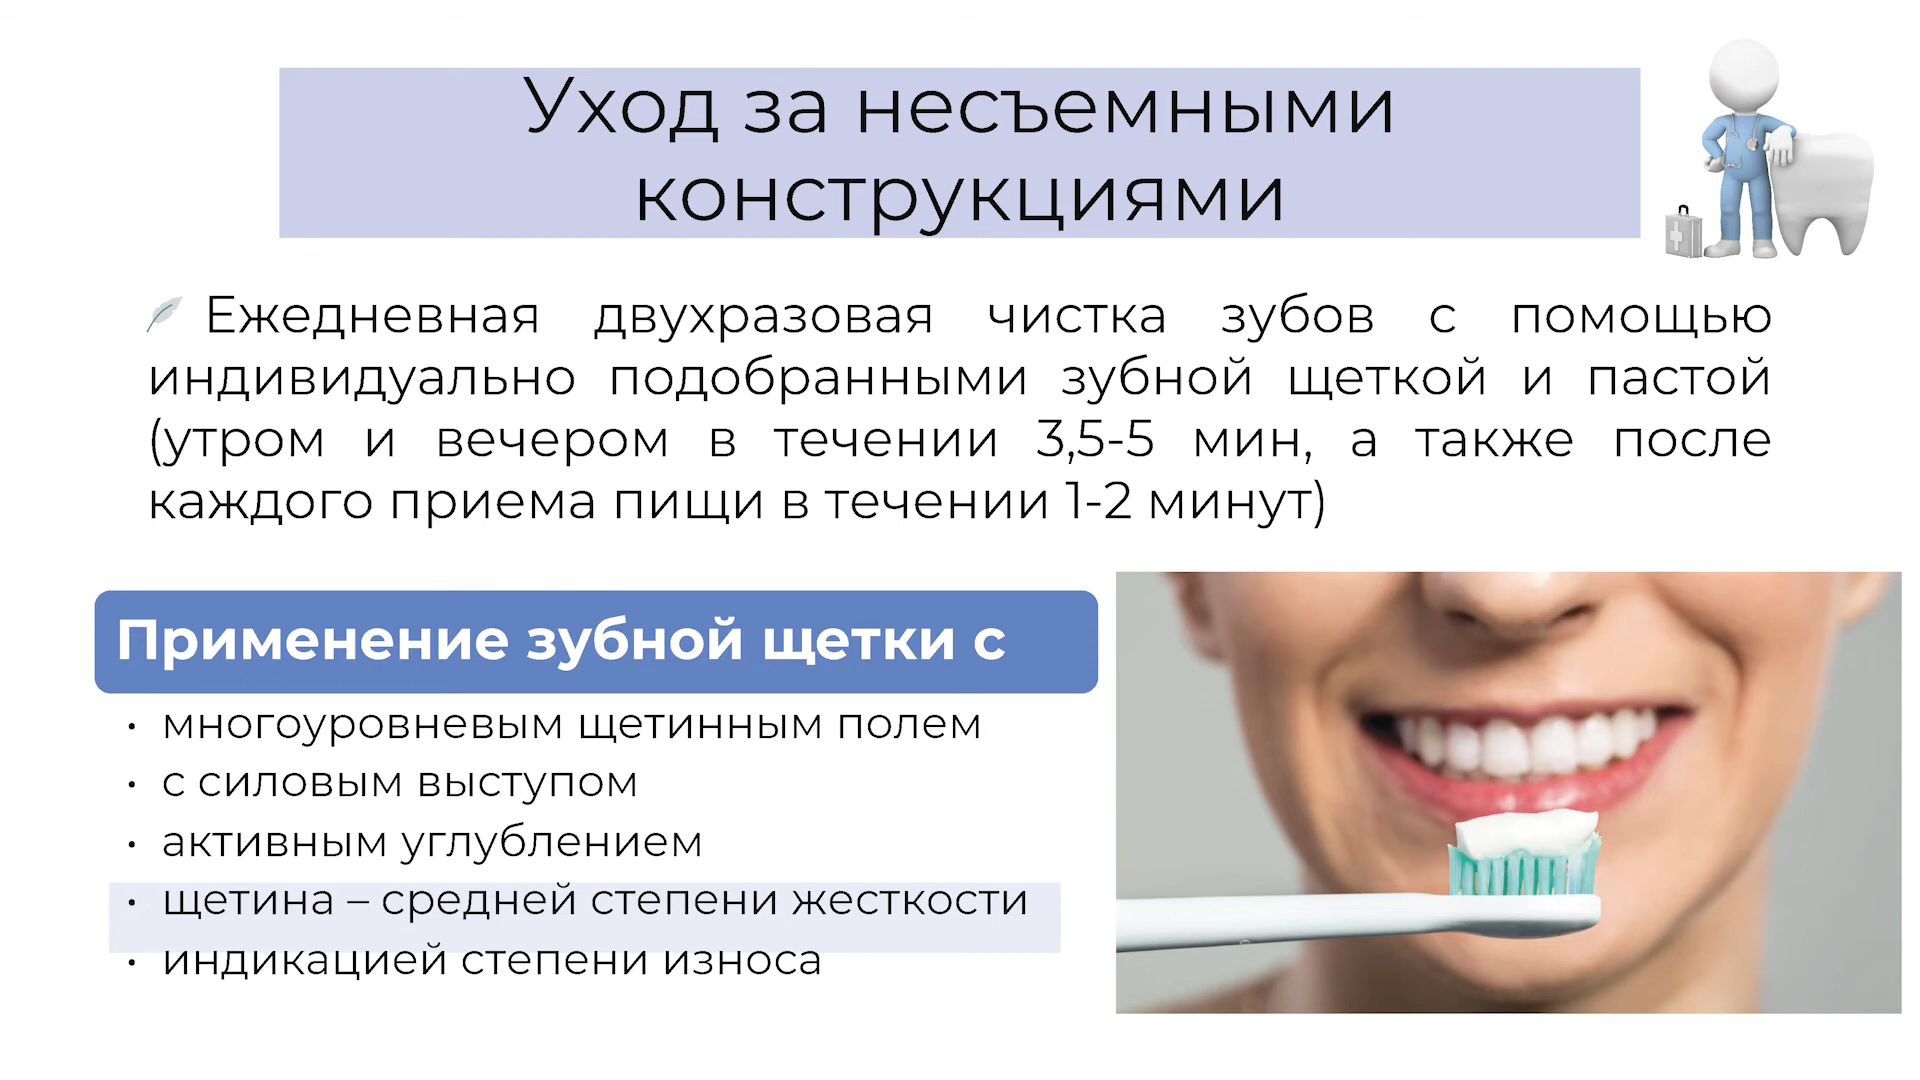 Уход за несъемными
конструкциями
Ежедневная двухразовая чистка зубов с помощью
индивидуально подобранными зубной щеткой и пастой
(утром и вечером в течении 3,5-5 мин, а также после
каждого приема пищи в течении 1-2 минут)
Применение зубной щетки с
• многоуровневым щетинным полем
• с силовым выступом
• активным углублением
• щетина – средней степени жесткости
• индикацией степени износа